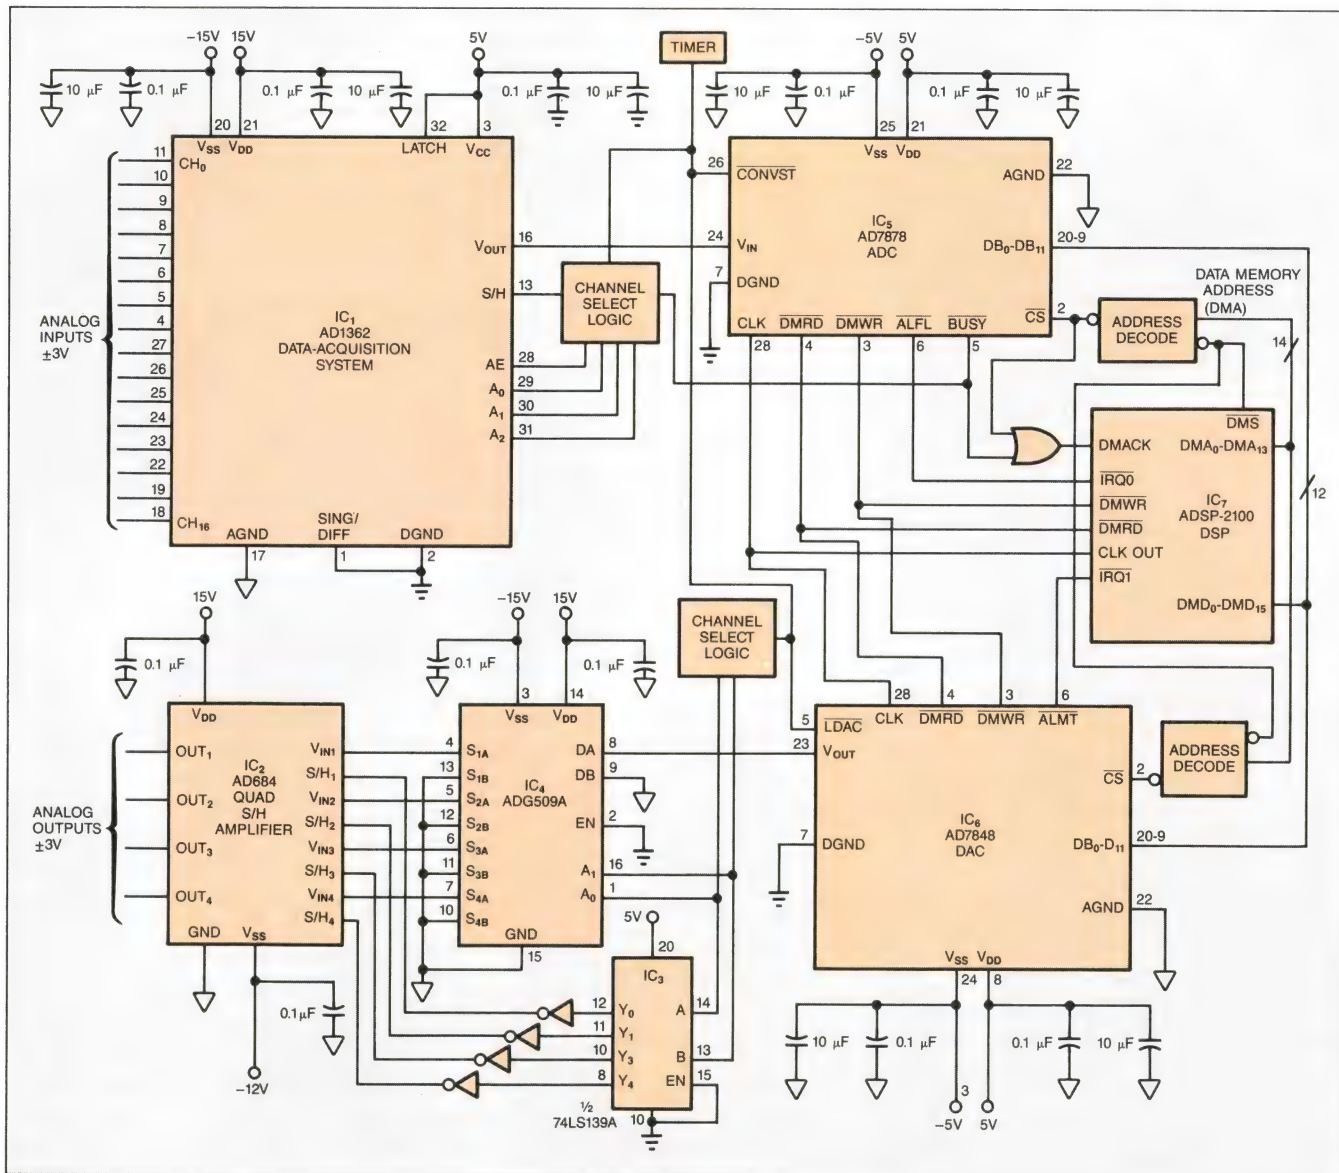 -15V
15V
10 μF
0.1 μF
0.1 μF
10 μF
5V
0.1 μF
10 μF
TIMER
-5V
5V
10 μF
0.1 μF
0.1 μF
10 μF
20
21
32
3
VSS
VDD
LATCH
VCC
11
CH0
10
9
8
7
6
5
4
27
26
25
24
23
22
19
18
CH16
ANALOG
INPUTS
±3V
IC1
AD1362
DATA-ACQUISITION
SYSTEM
VOUT
16
S/H
13
AE
28
A0
29
A1
30
A2
31
AGND
17
SING/
DIFF
1
DGND
2
CHANNEL
SELECT
LOGIC
25
21
VSS
VDD
26
CONVST
AGND
22
IC5
AD7878
ADC
24
VIN
DB0-DB11
20-9
7
DGND
CS
2
CLK
DMRD
DMWR
ALFL
BUSY
28
4
3
6
5
DATA MEMORY
ADDRESS
(DMA)
ADDRESS
DECODE
14
12
DMS
DMACK
DMA0-DMA13
IRQ0
DMWR
DMRD
CLK OUT
IRQ1
IC7
ADSP-2100
DSP
DMD0-DMD15
15V
0.1 μF
-15V
15V
0.1 μF
0.1 μF
CHANNEL
SELECT
LOGIC
3
14
VSS
VDD
VDD
ANALOG
OUTPUTS
±3V
OUT1
OUT2
OUT3
OUT4
IC2
AD684
QUAD
S/H
AMPLIFIER
VIN1
S/H1
VIN2
S/H2
VIN3
S/H3
VIN4
S/H4
GND
VSS
0.1μF
-12V
4
S1A
13
S1B
5
S2A
12
S2B
6
S3A
11
S3B
7
S4A
10
S4B
IC4
ADG509A
DA
8
DB
9
EN
2
A1
16
A0
1
GND
15
5V
20
IC3
12
Y0
A
14
11
Y1
10
Y3
B
13
8
Y4
EN
15
10
½
74LS139A
28
4
3
6
5
LDAC
CLK
DMRD
DMWR
ALMT
23
VOUT
ADDRESS
DECODE
CS
2
IC6
AD7848
DAC
7
DGND
DB0-D11
20-9
AGND
22
VSS
VDD
24
8
10 μF
0.1 μF
0.1 μF
10 μF
3
-5V
5V